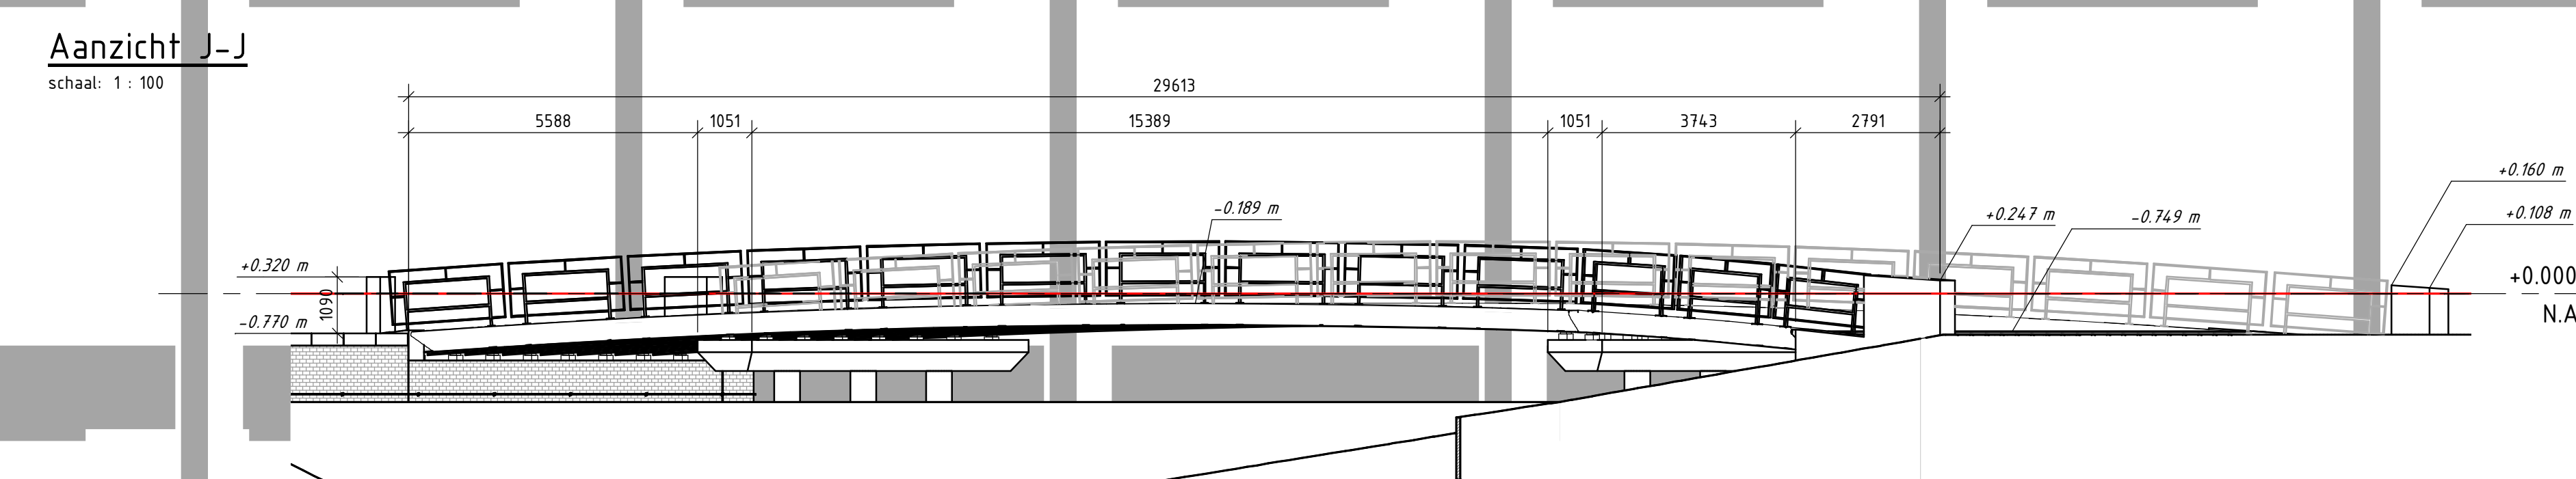 Aanzicht J-J
schaal: 1 : 100
29613
5588
1051
15389
1051
3743
2791
+0.160 m
-0.189 m
+0.247 m
-0.749 m
+0.108 m
+0.320 m
1090
-0.770 m
+0.000
N.A